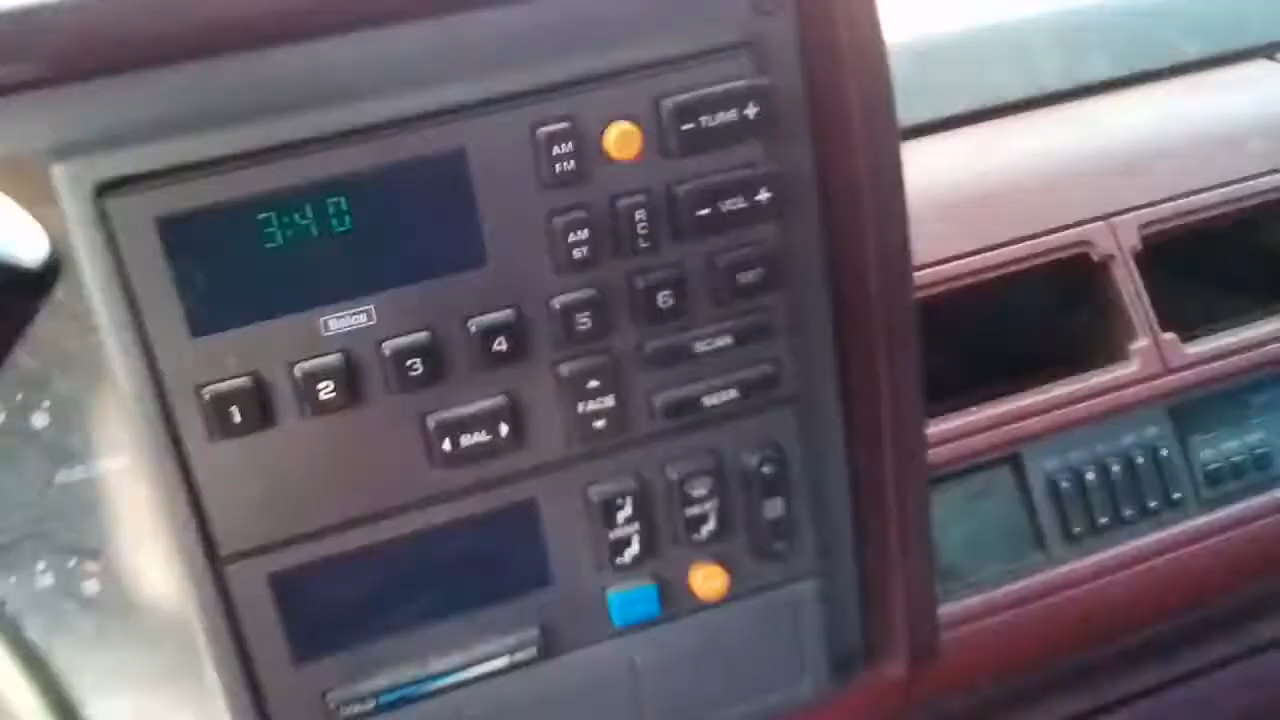 AM
FM
- TUNE +
3:40
AM
ST
RCL
- VOL +
SET
Delco
1
2
3
4
5
6
SCAN
◀ BAL ▶
FADE
SEEK